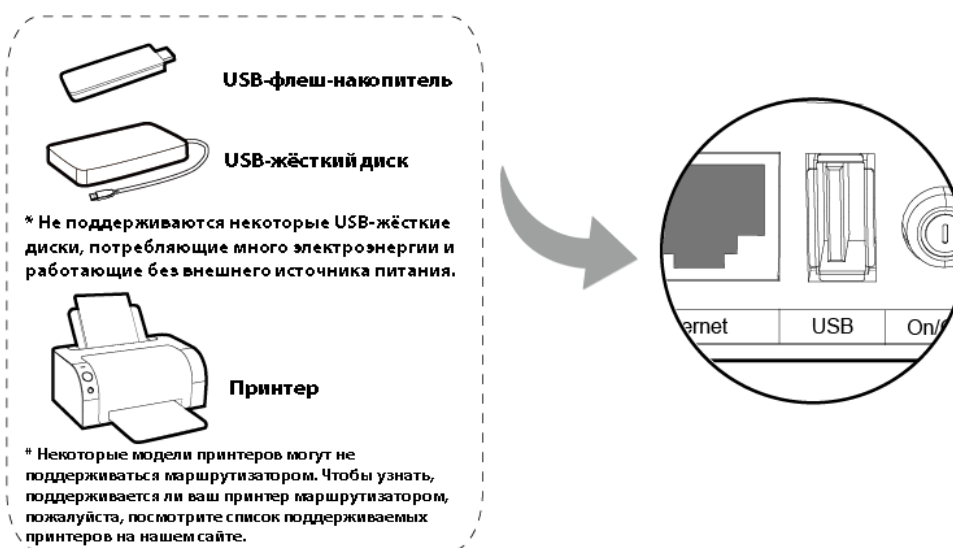 USB-флеш-накопитель
USB-жёсткий диск
* Не поддерживаются некоторые USB-жёсткие
диски, потребляющие много электроэнергии и
работающие без внешнего источника питания.
Принтер
* Некоторые модели принтеров могут не
поддерживаться маршрутизатором. Чтобы узнать,
поддерживается ли ваш принтер маршрутизатором,
пожалуйста, посмотрите список поддерживаемых
принтеров на нашем сайте.
ernet USB On/